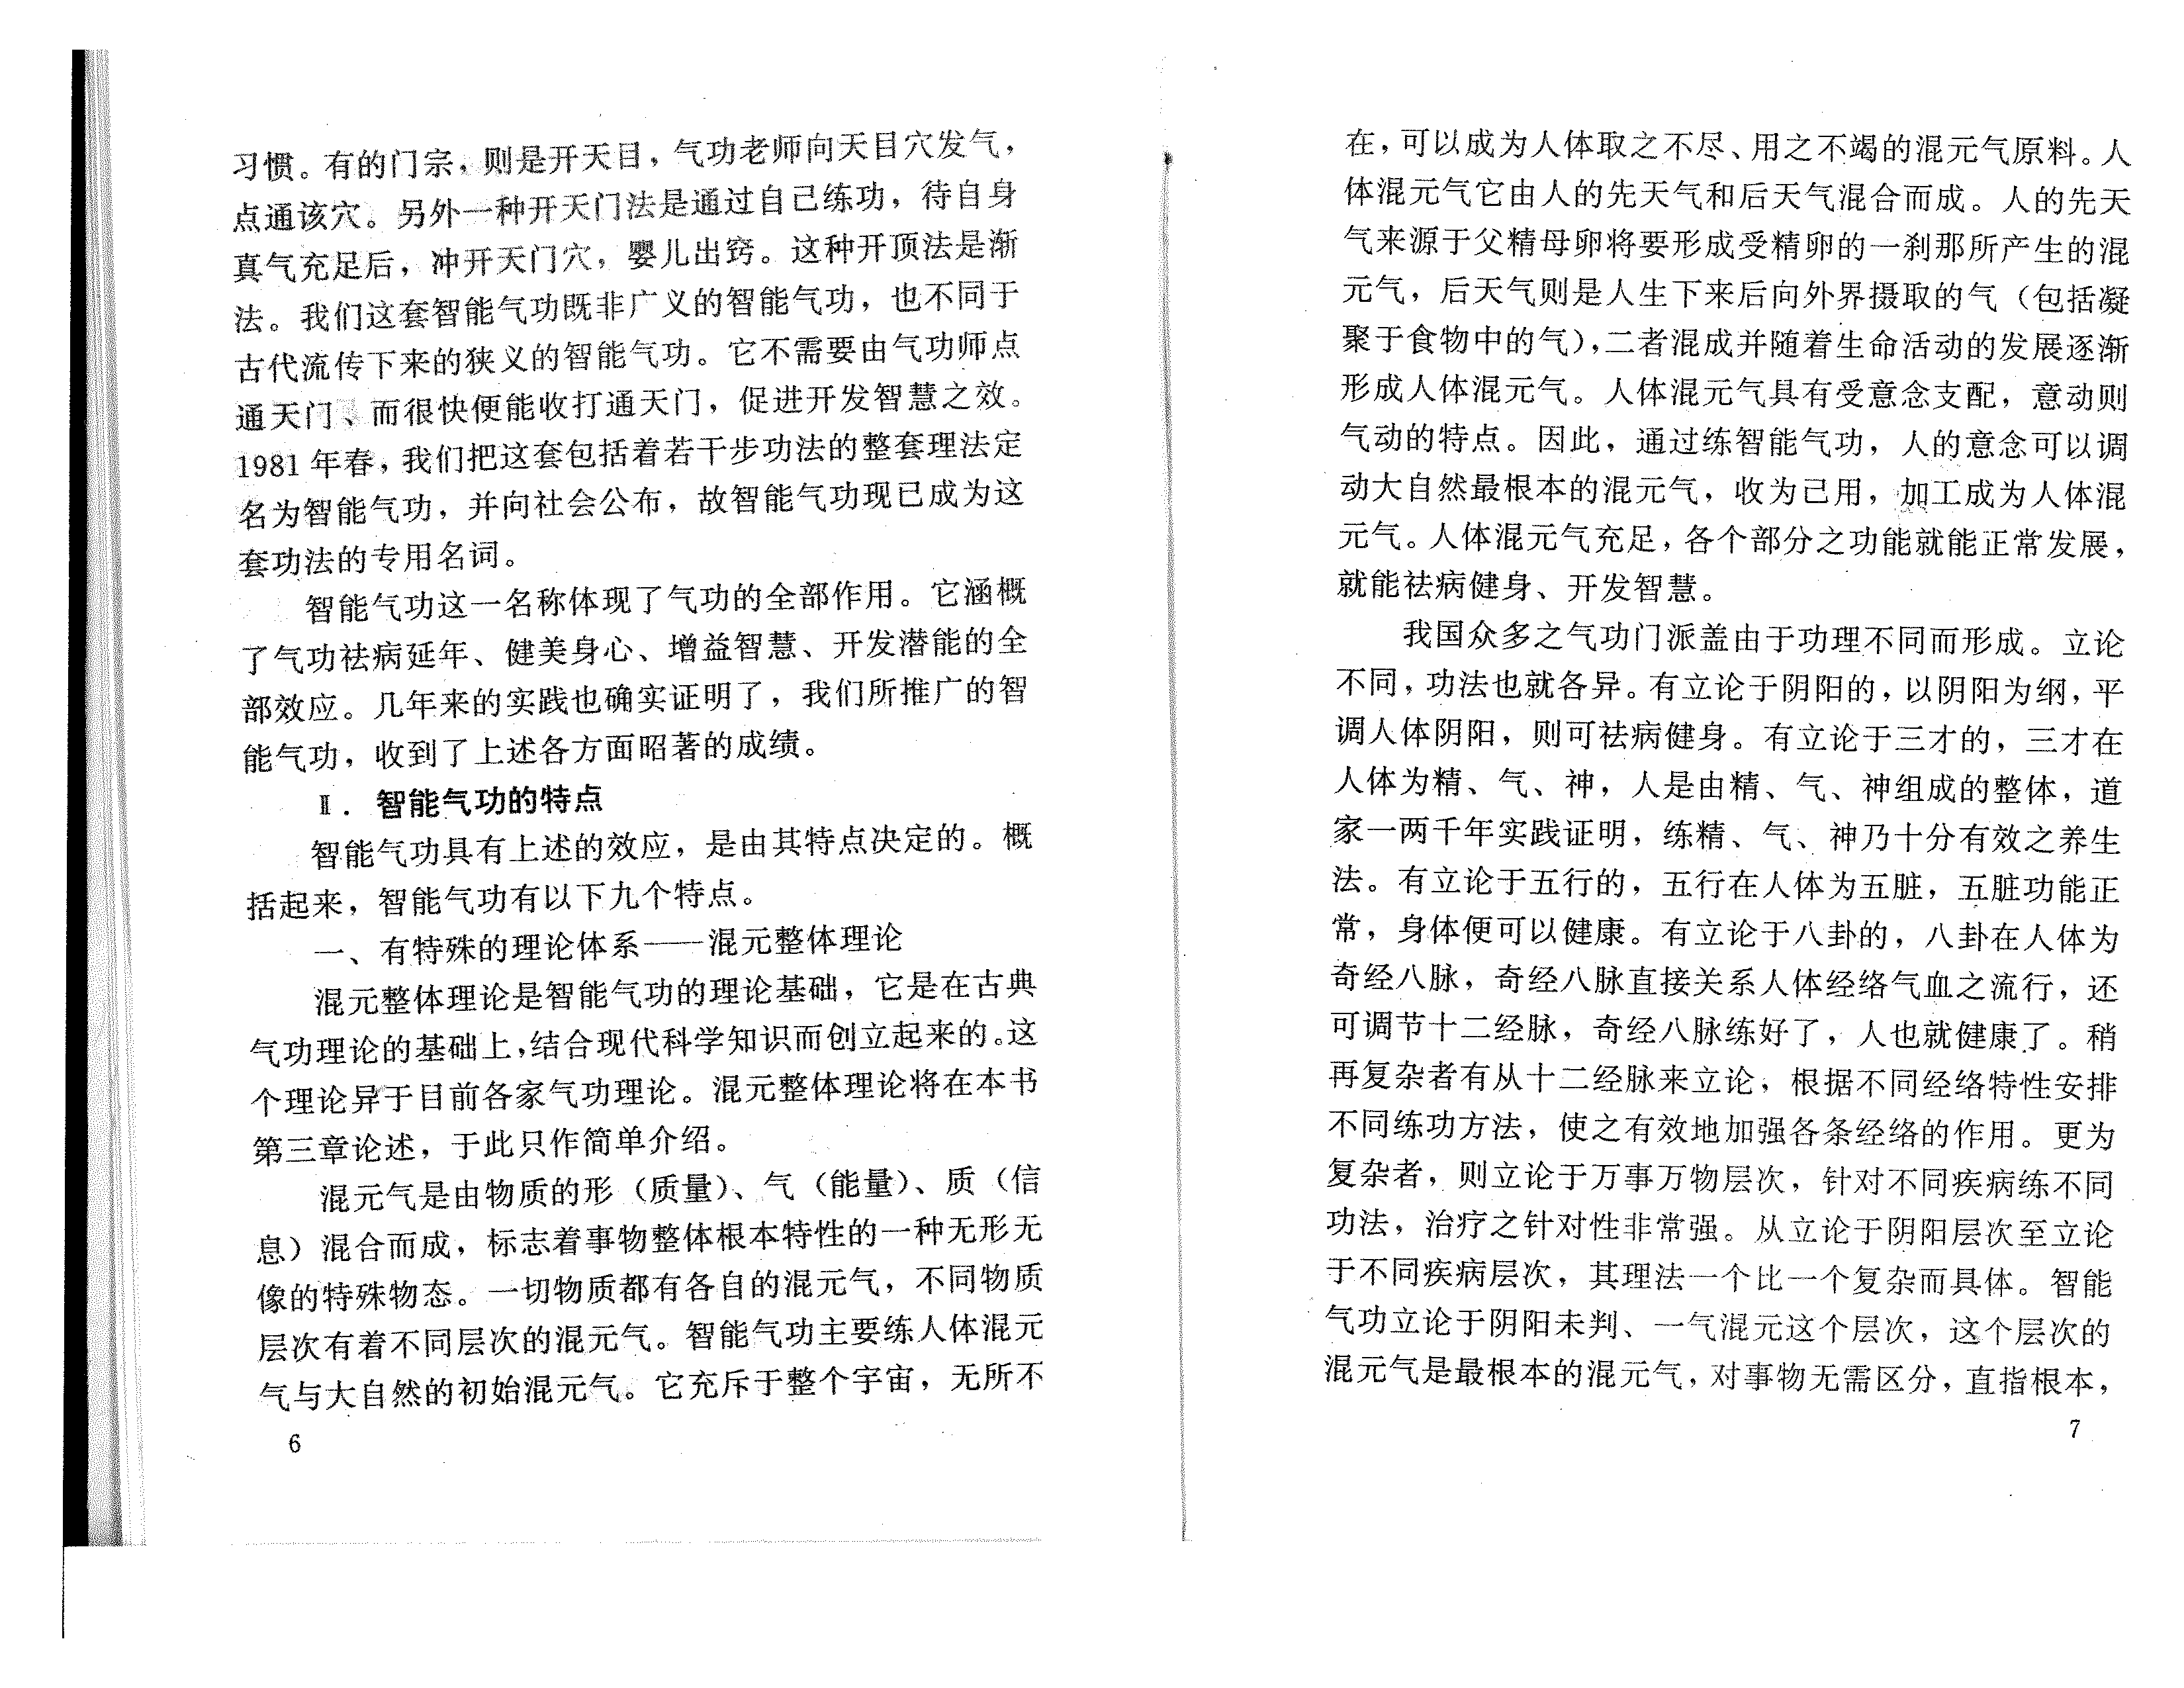 习惯。有的门宗，则是开天目，气功老师向天目穴发气，
点通该穴。另外一种开天门法是通过自己练功，待自身
真气充足后，冲开天门穴，婴儿出窍。这种开顶法是渐
法。我们这套智能气功既非广义的智能气功，也不同于
古代流传下来的狭义的智能气功。它不需要由气功师点
通天门、而很快便能收打通天门，促进开发智慧之效。
1981年春，我们把这套包括着若干步功法的整套理法定
名为智能气功，并向社会公布，故智能气功现已成为这
套功法的专用名词。
智能气功这一名称体现了气功的全部作用。它涵概
了气功祛病延年、健美身心、增益智慧、开发潜能的全
部效应。几年来的实践也确实证明了，我们所推广的智
能气功，收到了上述各方面昭著的成绩。
Ⅱ．智能气功的特点
智能气功具有上述的效应，是由其特点决定的。概
括起来，智能气功有以下九个特点。
一、有特殊的理论体系——混元整体理论
混元整体理论是智能气功的理论基础，它是在古典
气功理论的基础上，结合现代科学知识而创立起来的。这
个理论异于目前各家气功理论。混元整体理论将在本书
第三章论述，于此只作简单介绍。
混元气是由物质的形（质量）、气（能量）、质（信
息）混合而成，标志着事物整体根本特性的一种无形无
像的特殊物态。一切物质都有各自的混元气，不同物质
层次有着不同层次的混元气。智能气功主要练人体混元
气与大自然的初始混元气。它充斥于整个宇宙，无所不
6
在，可以成为人体取之不尽、用之不竭的混元气原料。人
体混元气它由人的先天气和后天气混合而成。人的先天
气来源于父精母卵将要形成受精卵的一刹那所产生的混
元气，后天气则是人生下来后向外界摄取的气（包括凝
聚于食物中的气），二者混成并随着生命活动的发展逐渐
形成人体混元气。人体混元气具有受意念支配，意动则
气动的特点。因此，通过练智能气功，人的意念可以调
动大自然最根本的混元气，收为己用，加工成为人体混
元气。人体混元气充足，各个部分之功能就能正常发展，
就能祛病健身、开发智慧。
我国众多之气功门派盖由于功理不同而形成。立论
不同，功法也就各异。有立论于阴阳的，以阴阳为纲，平
调人体阴阳，则可祛病健身。有立论于三才的，三才在
人体为精、气、神，人是由精、气、神组成的整体，道
家一两千年实践证明，练精、气、神乃十分有效之养生
法。有立论于五行的，五行在人体为五脏，五脏功能正
常，身体便可以健康。有立论于八卦的，八卦在人体为
奇经八脉，奇经八脉直接关系人体经络气血之流行，还
可调节十二经脉，奇经八脉练好了，人也就健康了。稍
再复杂者有从十二经脉来立论，根据不同经络特性安排
不同练功方法，使之有效地加强各条经络的作用。更为
复杂者，则立论于万事万物层次，针对不同疾病练不同
功法，治疗之针对性非常强。从立论于阴阳层次至立论
于不同疾病层次，其理法一个比一个复杂而具体。智能
气功立论于阴阳未判、一气混元这个层次，这个层次的
混元气是最根本的混元气，对事物无需区分，直指根本，
7